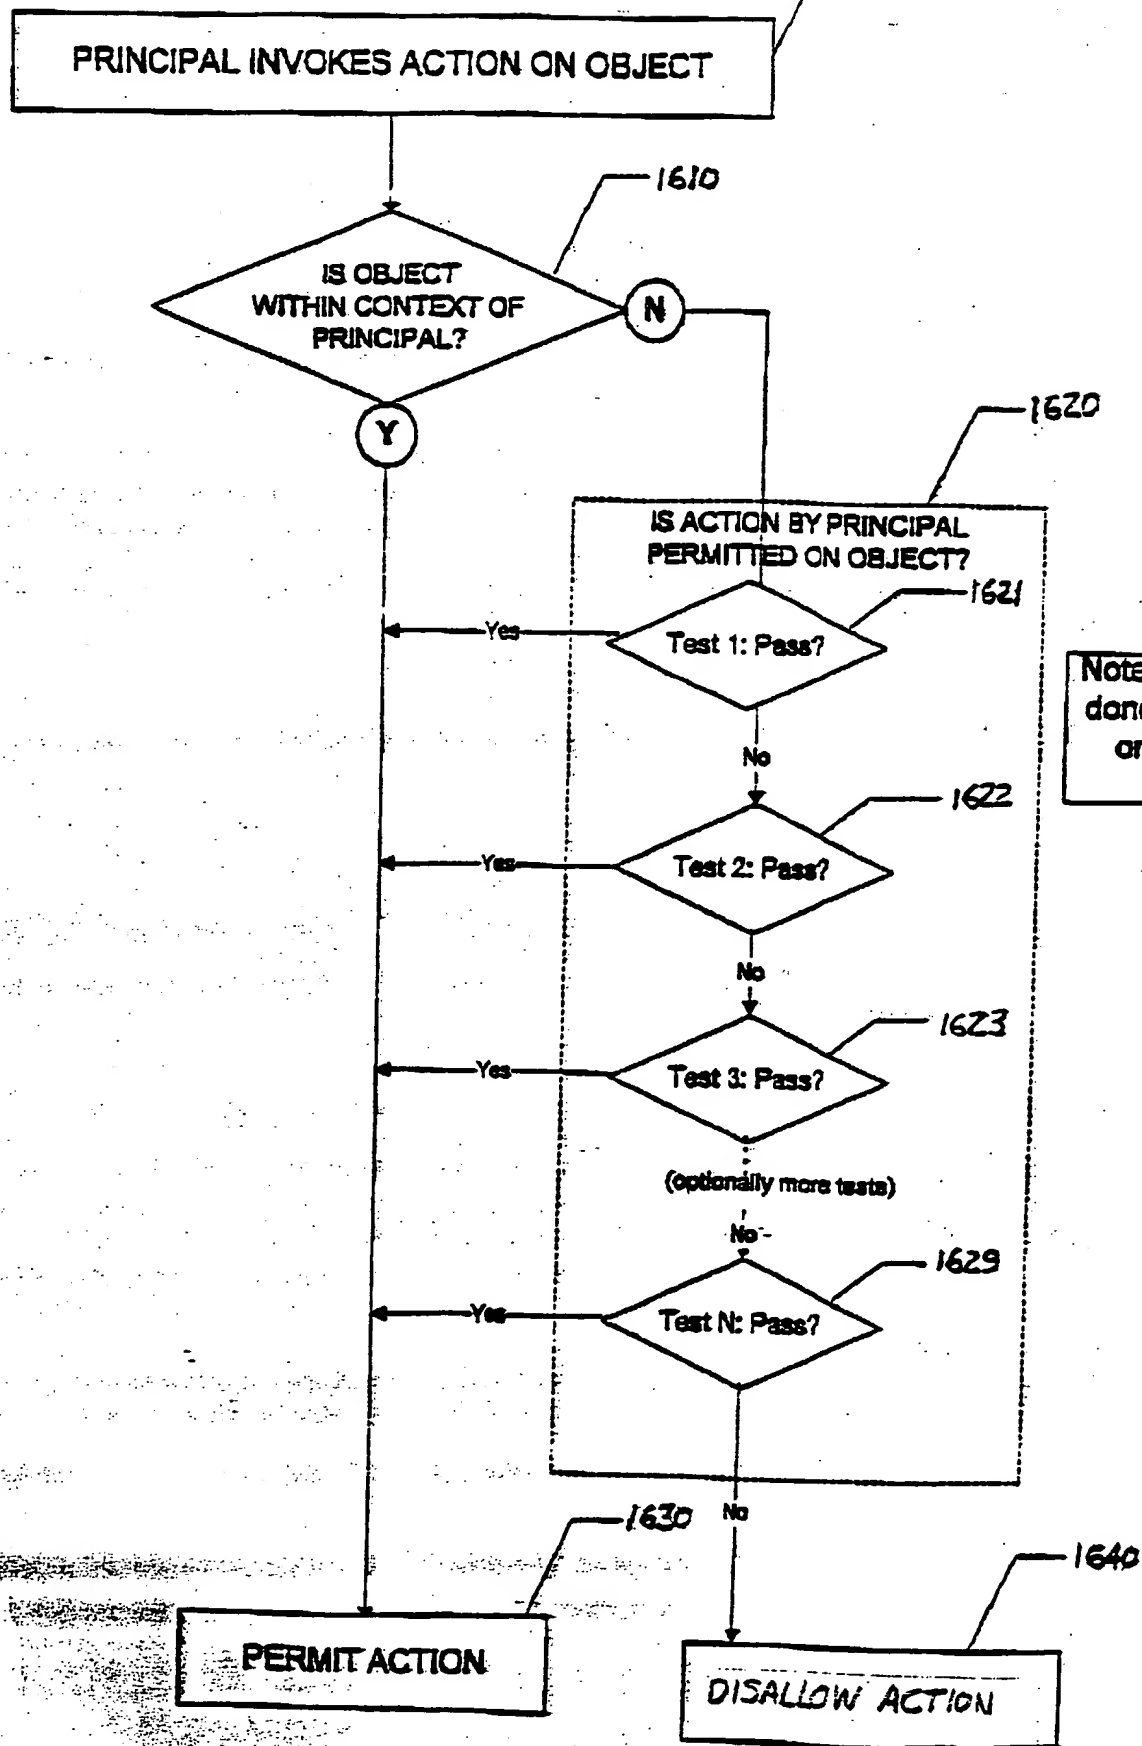 PRINCIPAL INVOKES ACTION ON OBJECT
1610
IS OBJECT
WITHIN CONTEXT OF
PRINCIPAL?
N
Y
1620
IS ACTION BY PRINCIPAL
PERMITTED ON OBJECT?
1621
Test 1: Pass?
Yes
No
Note
1622
Test 2: Pass?
Yes
No
1623
Test 3: Pass?
Yes
(optionally more tests)
No
1629
Test N: Pass?
Yes
No
1630
1640
PERMIT ACTION
DISALLOW ACTION